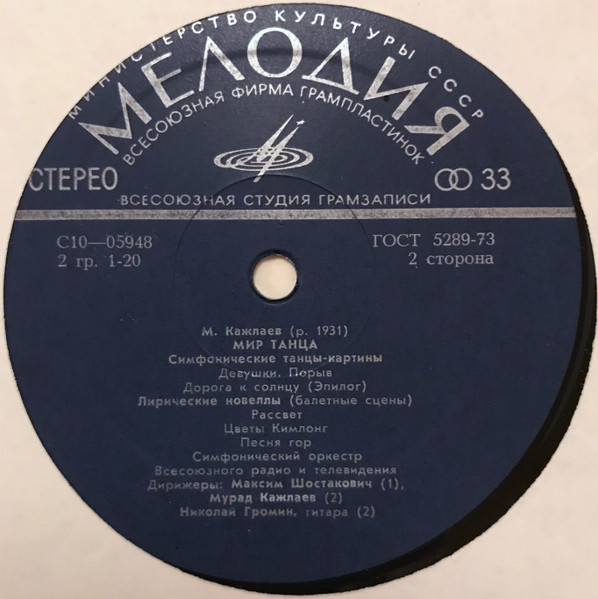 МИНИСТЕРСТВО КУЛЬТУРЫ СССР
МЕЛОДИЯ
ВСЕСОЮЗНАЯ ФИРМА ГРАМПЛАСТИНОК
СТЕРЕО
33
ВСЕСОЮЗНАЯ СТУДИЯ ГРАМЗАПИСИ
С10—05948
ГОСТ 5289-73
2 гр. 1-20
2 сторона
М. Кажлаев (р. 1931)
МИР ТАНЦА
Симфонические танцы-картины
Девушки. Порыв
Дорога к солнцу (Эпилог)
Лирические новеллы (балетные сцены)
Рассвет
Цветы Кимлонг
Песня гор
Симфонический оркестр
Всесоюзного радио и телевидения
Дирижеры: Максим Шостакович (1),
Мурад Кажлаев (2)
Николай Громин, гитара (2)